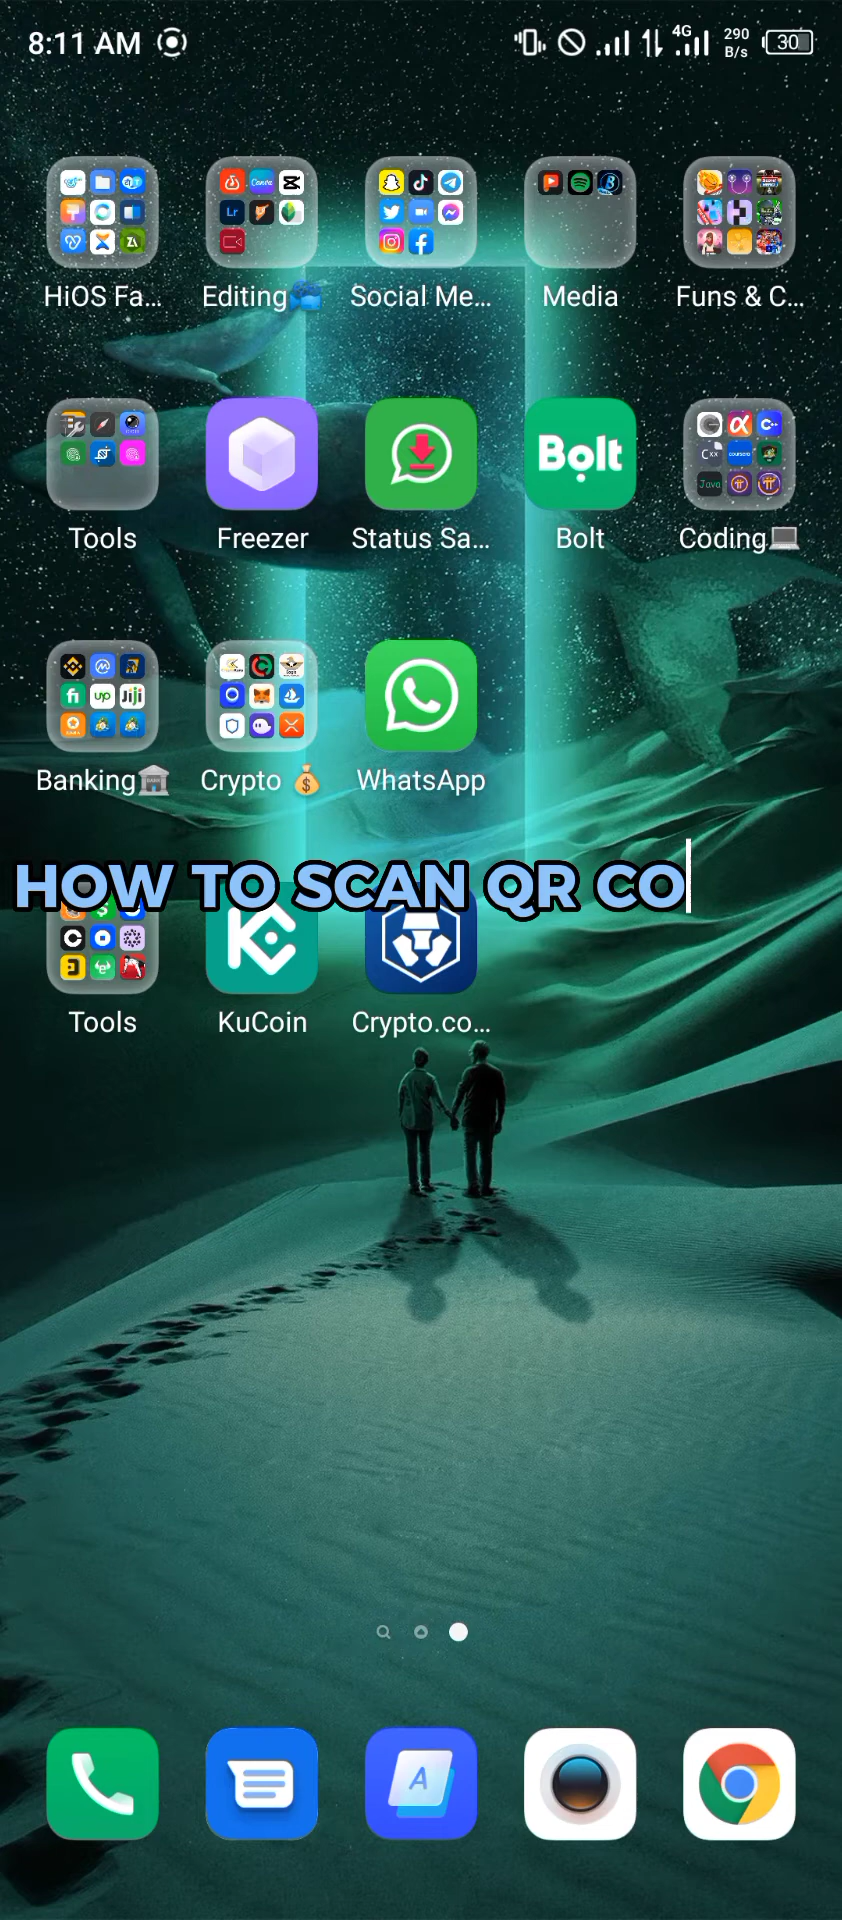 8:11 AM 4G 290 B/s 30
HiOS Fa... Editing Social Me... Media Funs & C...
Bolt
Tools Freezer Status Sa... Bolt Coding
Banking Crypto WhatsApp
HOW TO SCAN QR CO
Tools KuCoin Crypto.co...
A